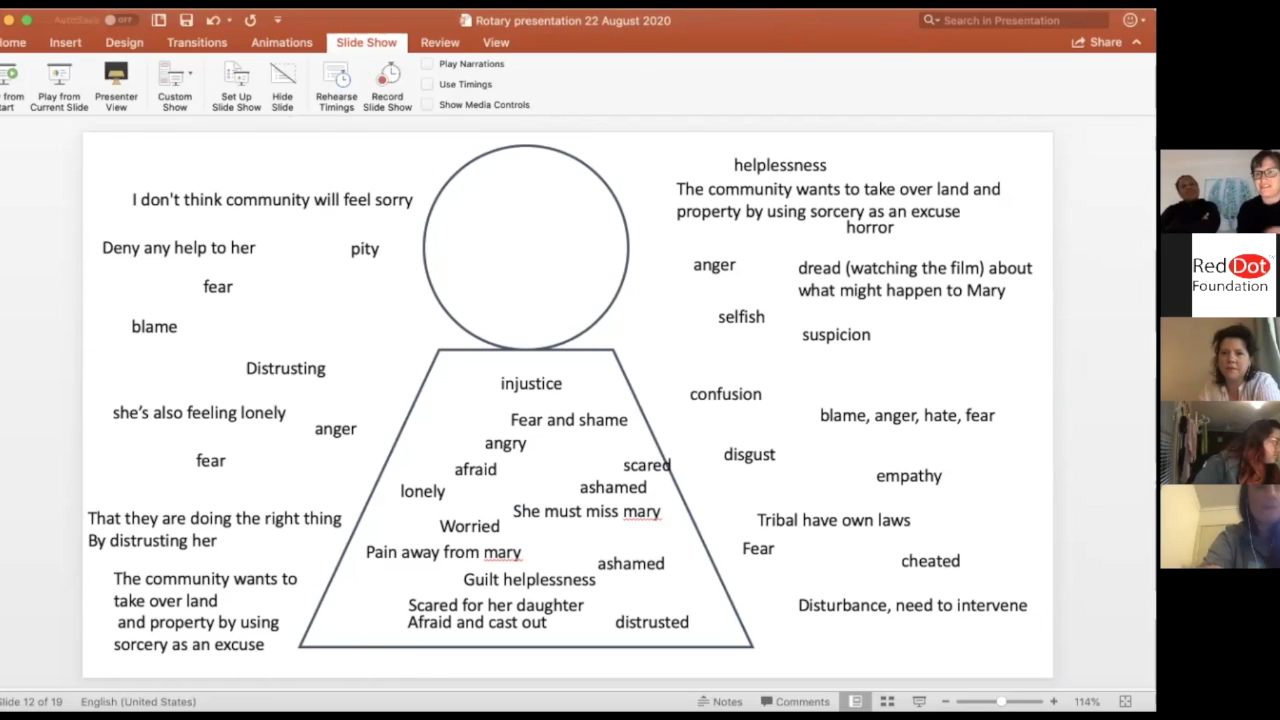 AutoSave OFF
Rotary presentation 22 August 2020
Search in Presentation
Home Insert Design Transitions Animations Slide Show Review View
Share
Play from
Current Slide
Presenter
View
Custom
Show
Set Up
Slide Show
Hide
Slide
Rehearse
Timings
Record
Slide Show
Play Narrations
Use Timings
Show Media Controls
I don't think community will feel sorry
Deny any help to her
pity
fear
blame
Distrusting
she's also feeling lonely
anger
fear
That they are doing the right thing
By distrusting her
The community wants to
take over land
and property by using
sorcery as an excuse
injustice
Fear and shame
angry
afraid
scared
lonely
ashamed
She must miss mary
Worried
Pain away from mary
ashamed
Guilt helplessness
Scared for her daughter
Afraid and cast out
distrusted
helplessness
The community wants to take over land and
property by using sorcery as an excuse
horror
anger
dread (watching the film) about
what might happen to Mary
selfish
suspicion
confusion
blame, anger, hate, fear
disgust
empathy
Tribal have own laws
Fear
cheated
Disturbance, need to intervene
Red Dot
Foundation
Slide 12 of 19
English (United States)
Notes
Comments
114%